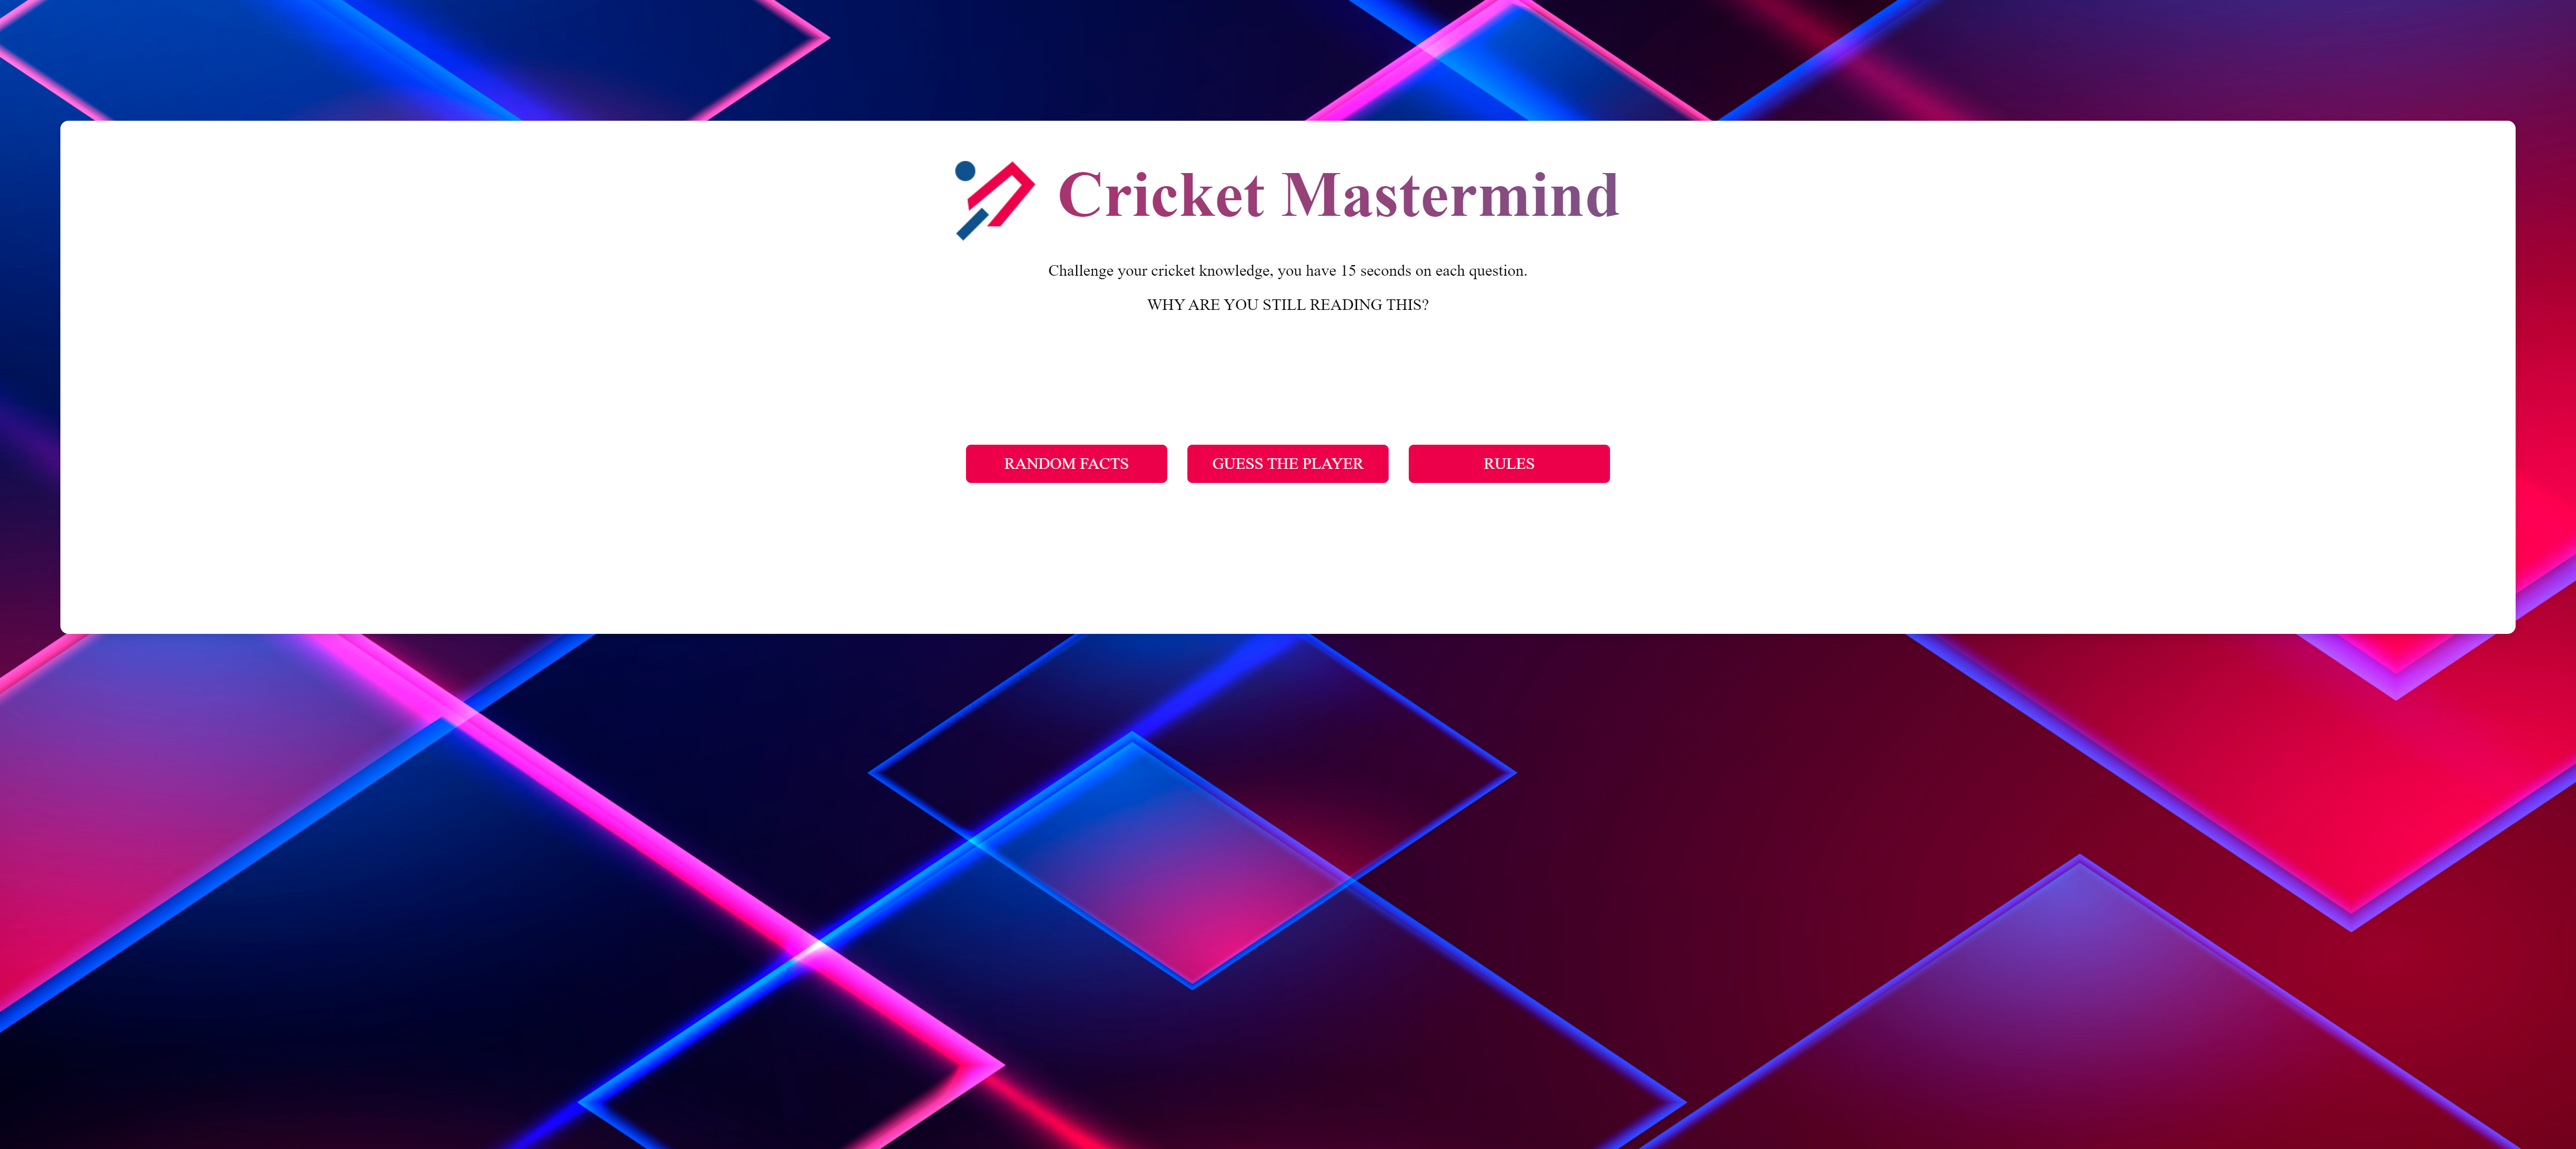 Cricket Mastermind
Challenge your cricket knowledge, you have 15 seconds on each question.
WHY ARE YOU STILL READING THIS?
RANDOM FACTS
GUESS THE PLAYER
RULES